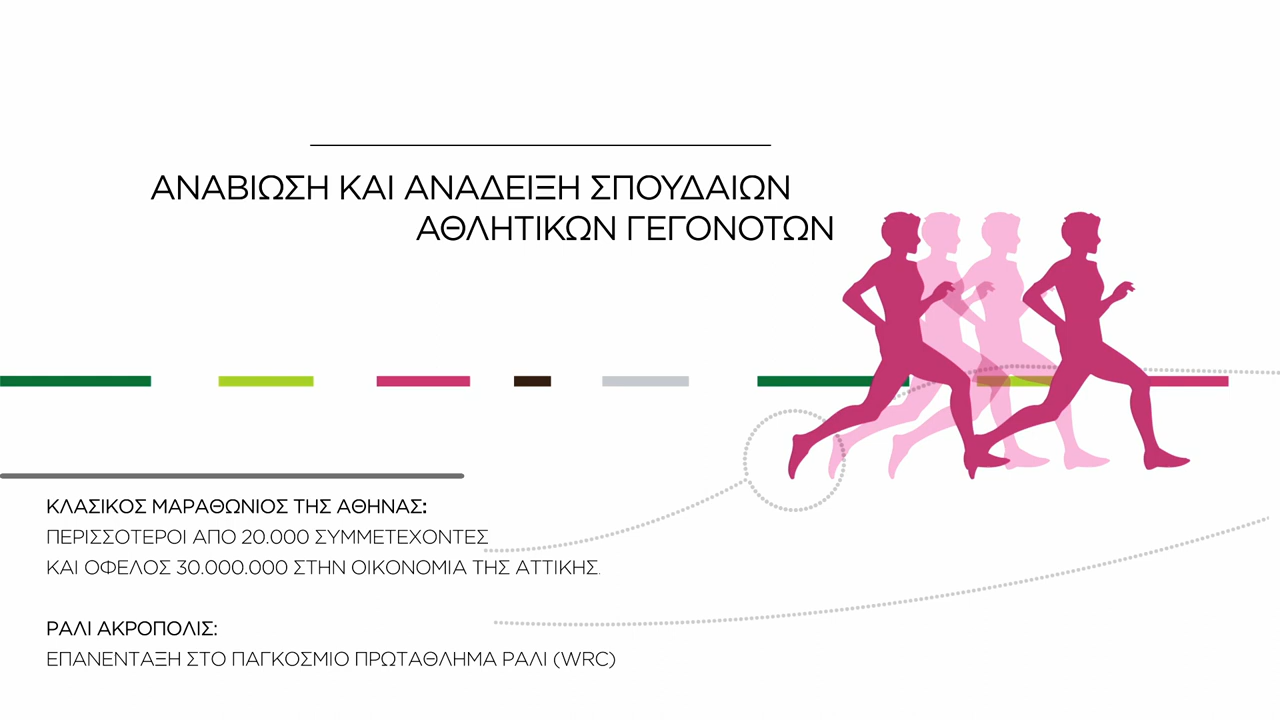 ΑΝΑΒΙΩΣΗ ΚΑΙ ΑΝΑΔΕΙΞΗ ΣΠΟΥΔΑΙΩΝ
ΑΘΛΗΤΙΚΩΝ ΓΕΓΟΝΟΤΩΝ
ΚΛΑΣΙΚΟΣ ΜΑΡΑΘΩΝΙΟΣ ΤΗΣ ΑΘΗΝΑΣ:
ΠΕΡΙΣΣΟΤΕΡΟΙ ΑΠΟ 20.000 ΣΥΜΜΕΤΕΧΟΝΤΕΣ
ΚΑΙ ΟΦΕΛΟΣ 30.000.000 ΣΤΗΝ ΟΙΚΟΝΟΜΙΑ ΤΗΣ ΑΤΤΙΚΗΣ.
ΡΑΛΙ ΑΚΡΟΠΟΛΙΣ:
ΕΠΑΝΕΝΤΑΞΗ ΣΤΟ ΠΑΓΚΟΣΜΙΟ ΠΡΩΤΑΘΛΗΜΑ ΡΑΛΙ (WRC)